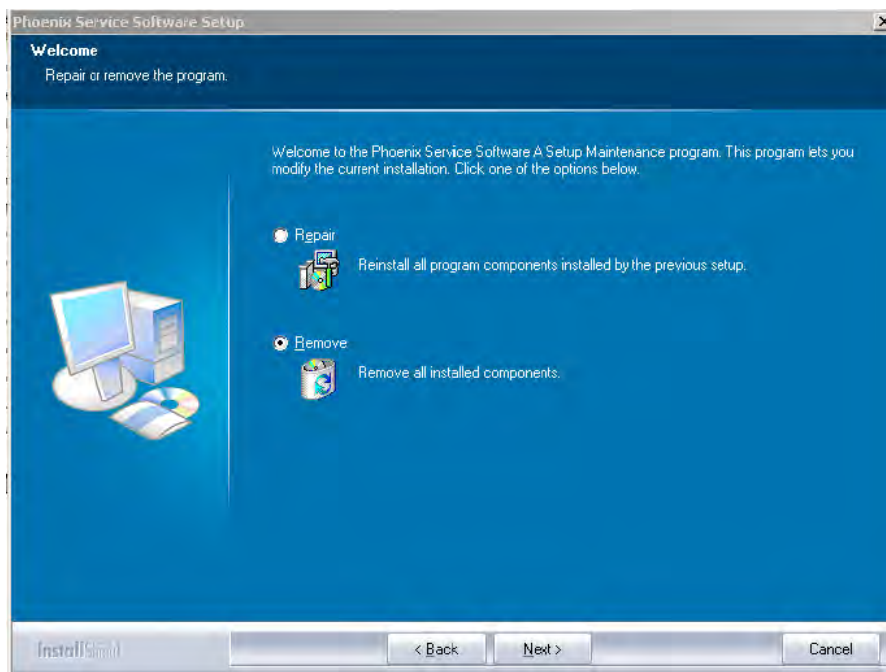 Phoenix Service Software Setup
Welcome
Repair or remove the program.
Welcome to the Phoenix Service Software A Setup Maintenance program. This program lets you
modify the current installation. Click one of the options below.
Repair
Reinstall all program components installed by the previous setup.
Remove
Remove all installed components.
InstallShield
< Back
Next >
Cancel